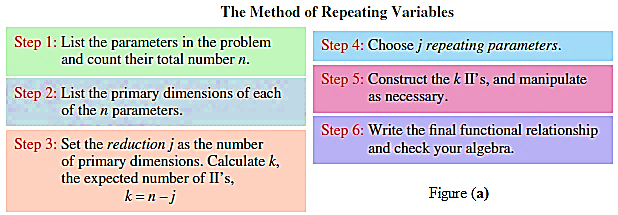 The Method of Repeating Variables
Step 1: List the parameters in the problem
and count their total number n.
Step 2: List the primary dimensions of each
of the n parameters.
Step 3: Set the reduction j as the number
of primary dimensions. Calculate k,
the expected number of II's,
k = n – j
Step 4: Choose j repeating parameters.
Step 5: Construct the k II's, and manipulate
as necessary.
Step 6: Write the final functional relationship
and check your algebra.
Figure (a)